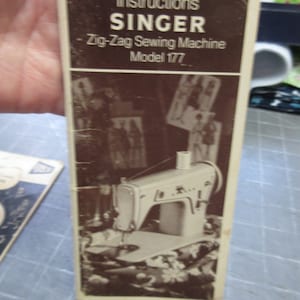 Instructions
SINGER
Zig-Zag Sewing Machine
Model 177